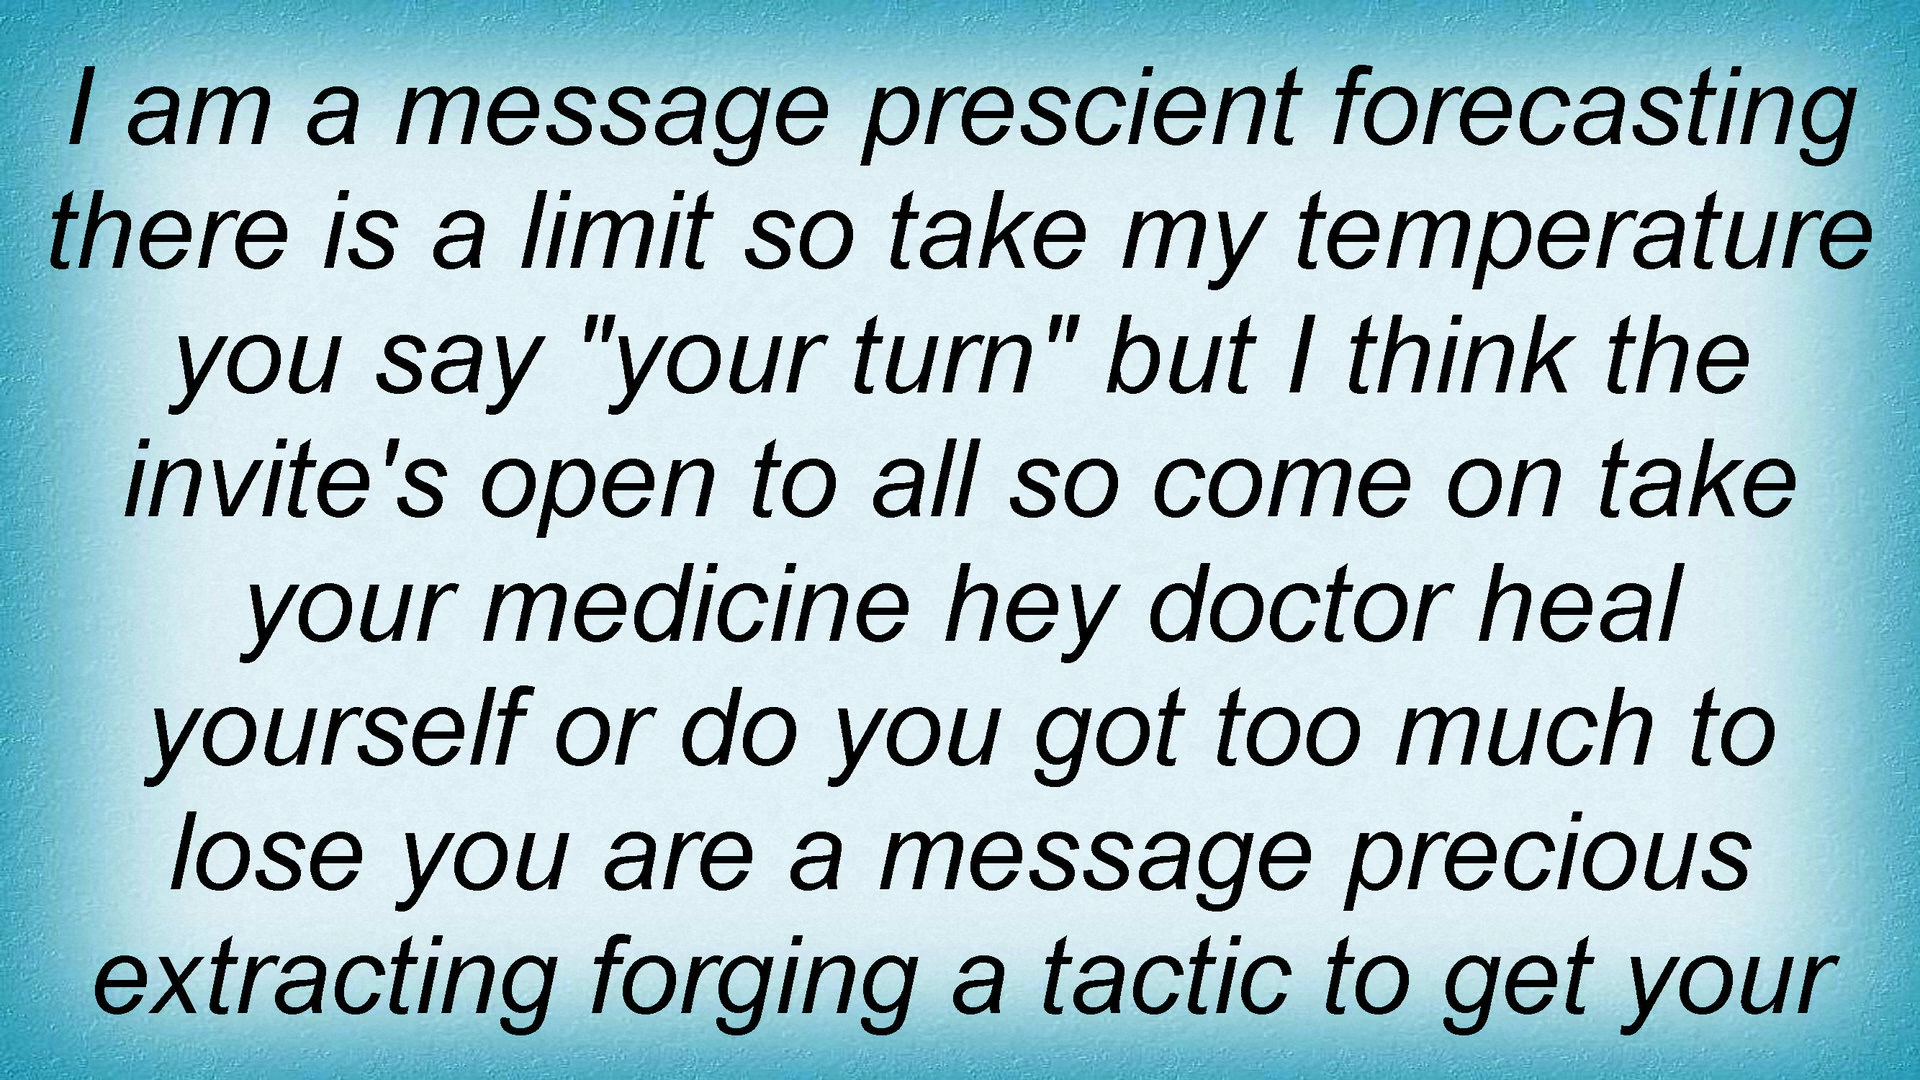 I am a message prescient forecasting
there is a limit so take my temperature
you say "your turn" but I think the
invite's open to all so come on take
your medicine hey doctor heal
yourself or do you got too much to
lose you are a message precious
extracting forging a tactic to get your